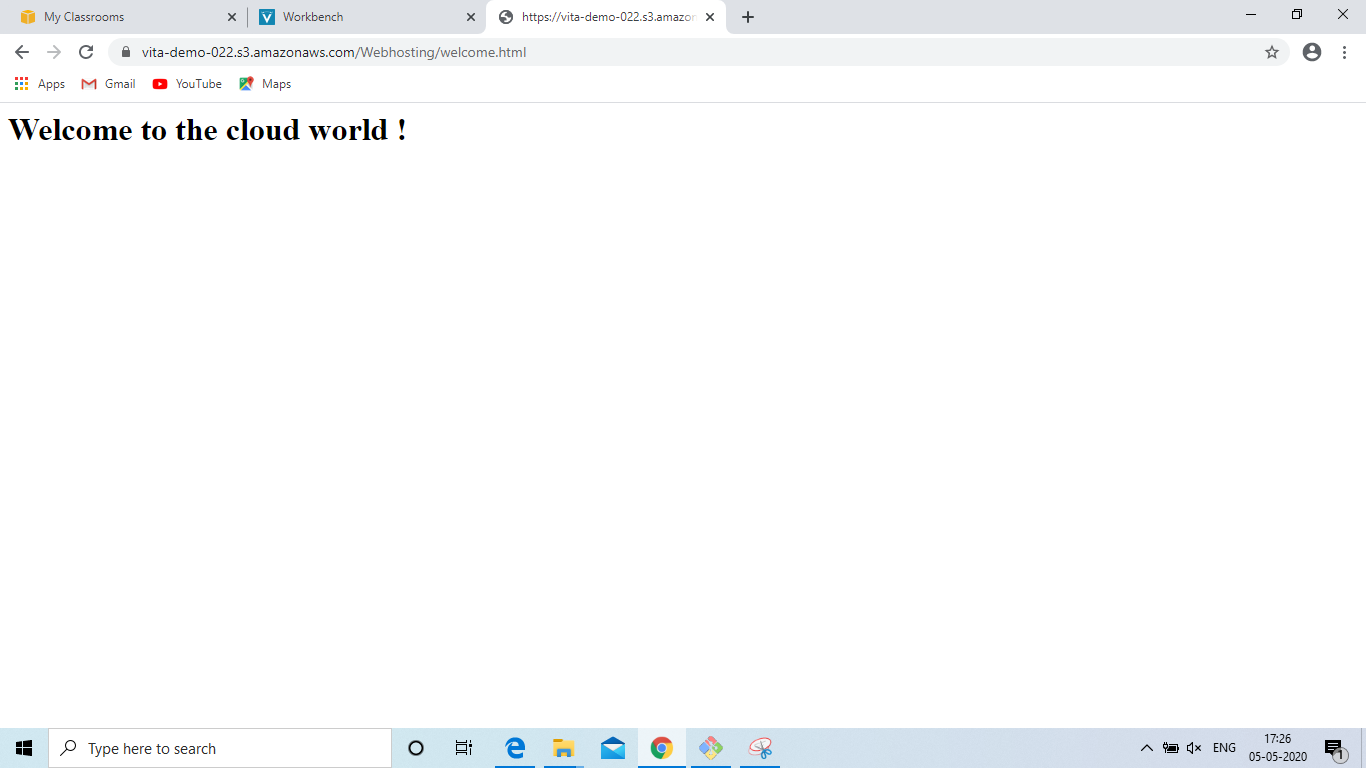 My Classrooms
Workbench
https://vita-demo-022.s3.amazon
vita-demo-022.s3.amazonaws.com/Webhosting/welcome.html
Apps Gmail YouTube Maps
Welcome to the cloud world !
Type here to search
ENG
17:26
05-05-2020
1